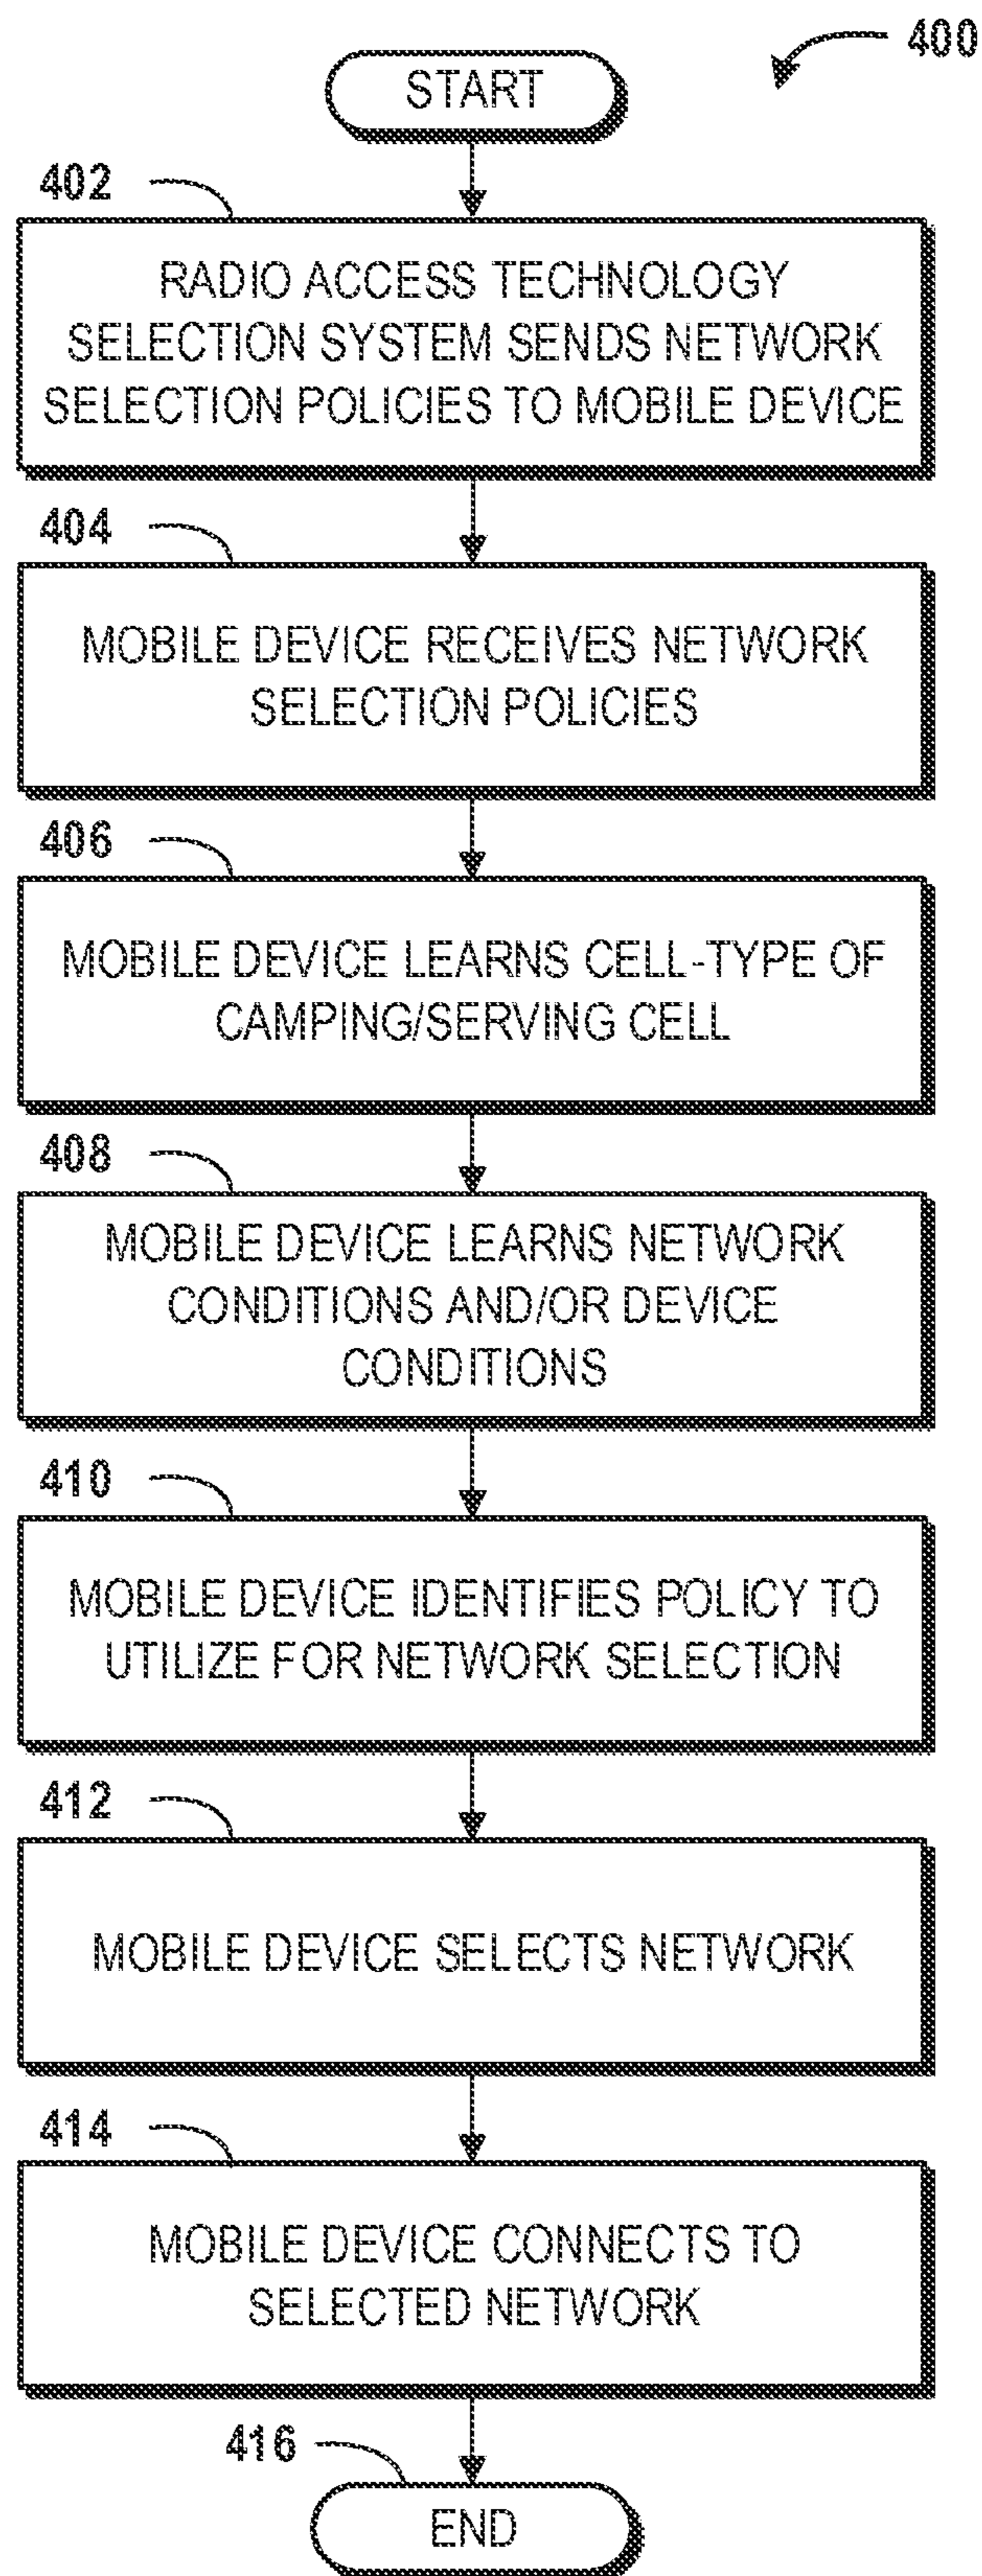 400
START
402
RADIO ACCESS TECHNOLOGY
SELECTION SYSTEM SENDS NETWORK
SELECTION POLICIES TO MOBILE DEVICE
404
MOBILE DEVICE RECEIVES NETWORK
SELECTION POLICIES
406
MOBILE DEVICE LEARNS CELL-TYPE OF
CAMPING/SERVING CELL
408
MOBILE DEVICE LEARNS NETWORK
CONDITIONS AND/OR DEVICE
CONDITIONS
410
MOBILE DEVICE IDENTIFIES POLICY TO
UTILIZE FOR NETWORK SELECTION
412
MOBILE DEVICE SELECTS NETWORK
414
MOBILE DEVICE CONNECTS TO
SELECTED NETWORK
416
END